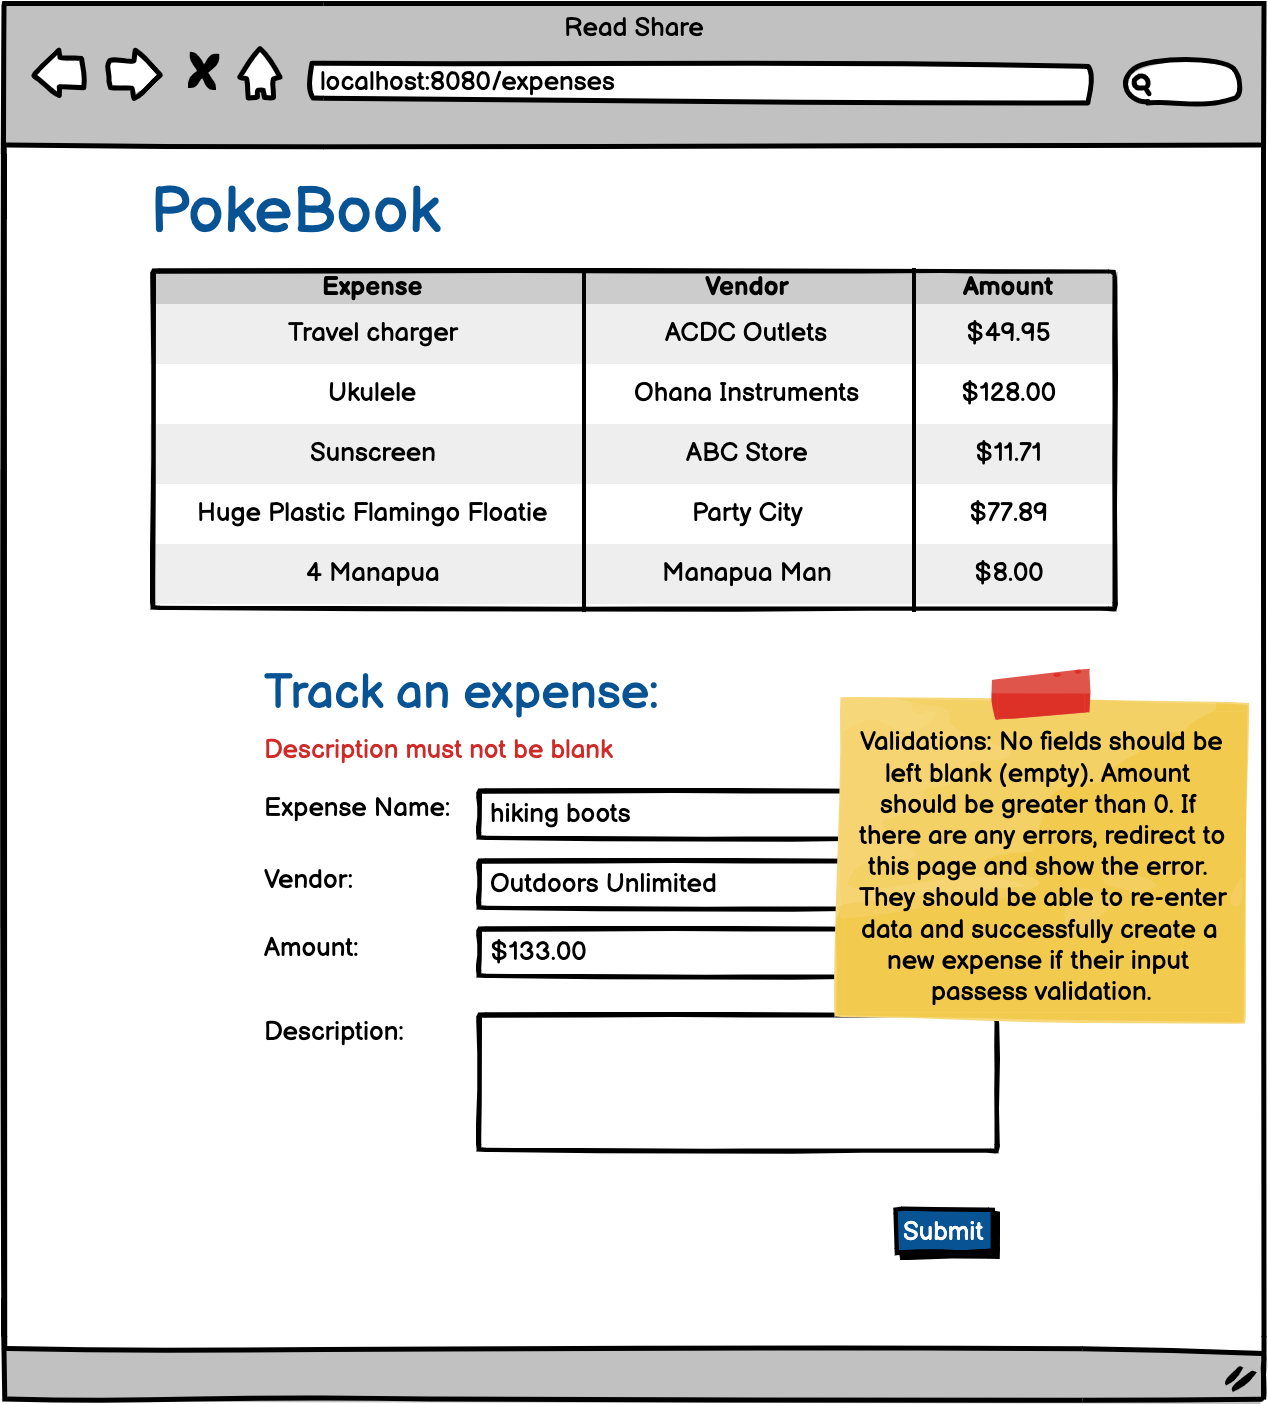 Read Share
localhost:8080/expenses
PokeBook
Expense Vendor Amount
Travel charger ACDC Outlets $49.95
Ukulele Ohana Instruments $128.00
Sunscreen ABC Store $11.71
Huge Plastic Flamingo Floatie Party City $77.89
4 Manapua Manapua Man $8.00
Track an expense:
Description must not be blank
Expense Name: hiking boots
Vendor: Outdoors Unlimited
Amount: $133.00
Description:
Submit
Validations: No fields should be
left blank (empty). Amount
should be greater than 0. If
there are any errors, redirect to
this page and show the error.
They should be able to re-enter
data and successfully create a
new expense if their input
passess validation.